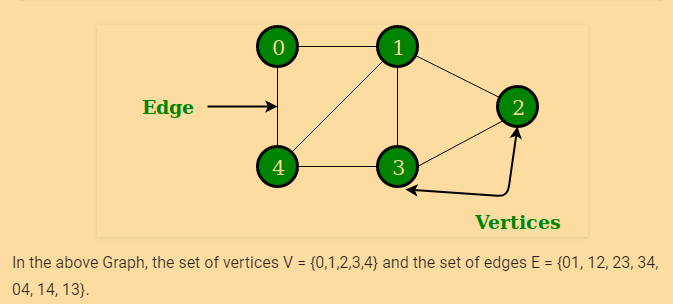 0 1
Edge 2
4 3
Vertices
In the above Graph, the set of vertices V = {0,1,2,3,4} and the set of edges E = {01, 12, 23, 34,
04, 14, 13}.